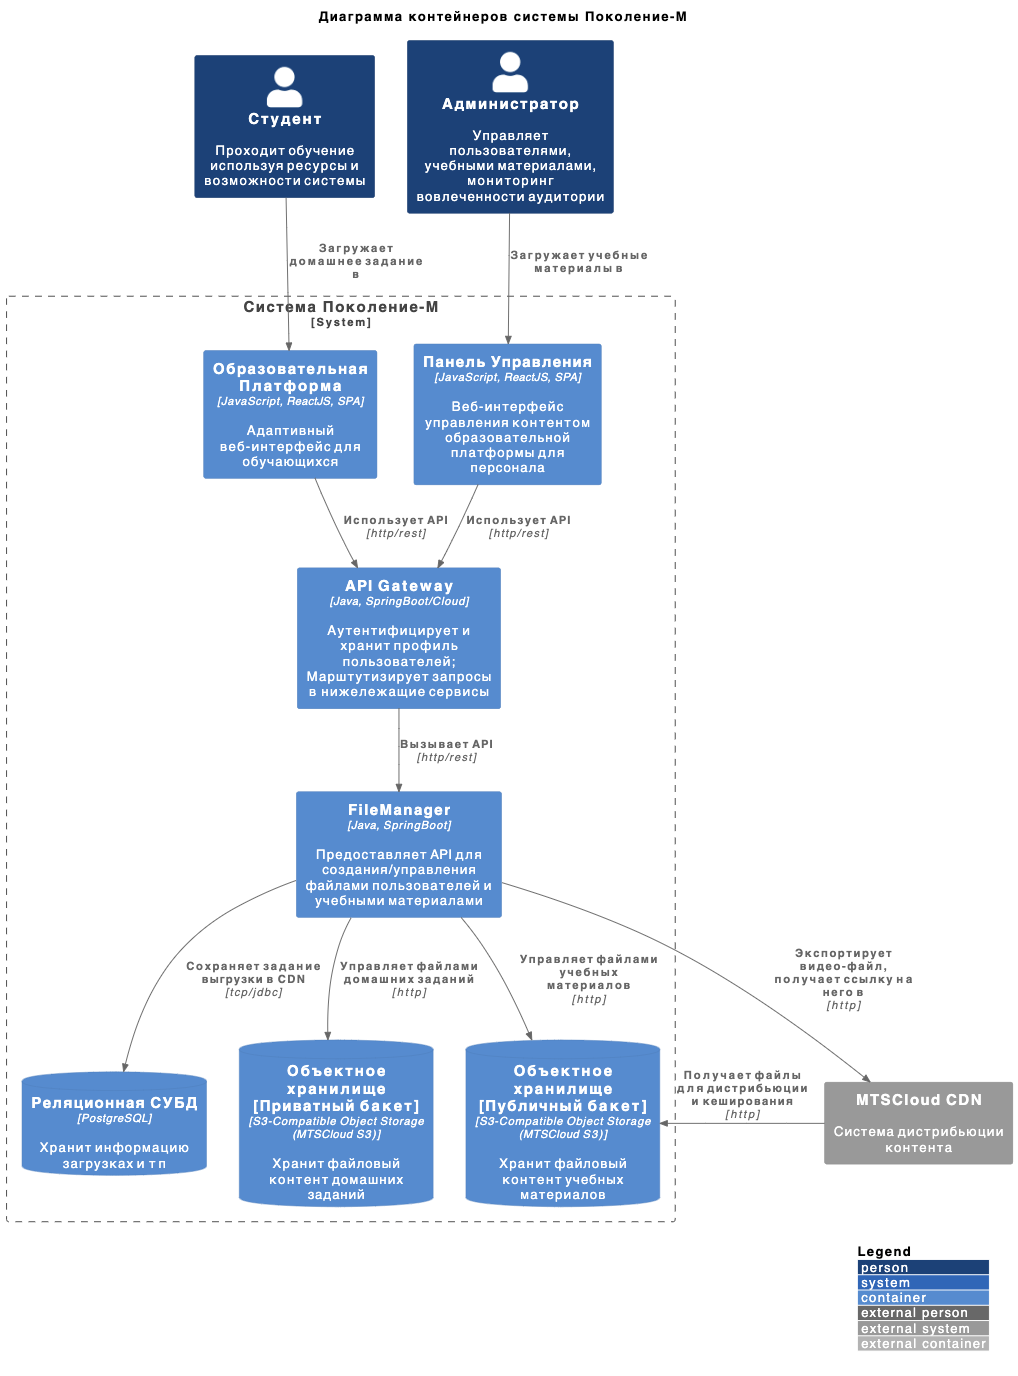 Диаграмма контейнеров системы Поколение-М
Студент
Проходит обучение
используя ресурсы и
возможности системы
Администратор
Управляет
пользователями,
учебными материалами,
мониторинг
вовлеченности аудитории
Загружает
домашнее задание
в
Загружает учебные
материалы в
Система Поколение-М
[System]
Образовательная
Платформа
[JavaScript, ReactJS, SPA]
Адаптивный
веб-интерфейс для
обучающихся
Панель Управления
[JavaScript, ReactJS, SPA]
Веб-интерфейс
управления контентом
образовательной
платформы для
персонала
Использует API
[http/rest]
Использует API
[http/rest]
API Gateway
[Java, SpringBoot/Cloud]
Аутентифицирует и
хранит профиль
пользователей;
Марштутизирует запросы
в нижележащие сервисы
Вызывает API
[http/rest]
FileManager
[Java, SpringBoot]
Предоставляет API для
создания/управления
файлами пользователей и
учебными материалами
Сохраняет задание
выгрузки в CDN
[tcp/jdbc]
Управляет файлами
домашних заданий
[http]
Управляет файлами
учебных
материалов
[http]
Экспортирует
видео-файл,
получает ссылку на
него в
[http]
Получает файлы
для дистрибьюции
и кеширования
[http]
Реляционная СУБД
[PostgreSQL]
Хранит информацию
загрузках и т п
Объектное
хранилище
[Приватный бакет]
[S3-Compatible Object Storage
(MTSCloud S3)]
Хранит файловый
контент домашних
заданий
Объектное
хранилище
[Публичный бакет]
[S3-Compatible Object Storage
(MTSCloud S3)]
Хранит файловый
контент учебных
материалов
MTSCloud CDN
Система дистрибьюции
контента
Legend
person
system
container
external person
external system
external container